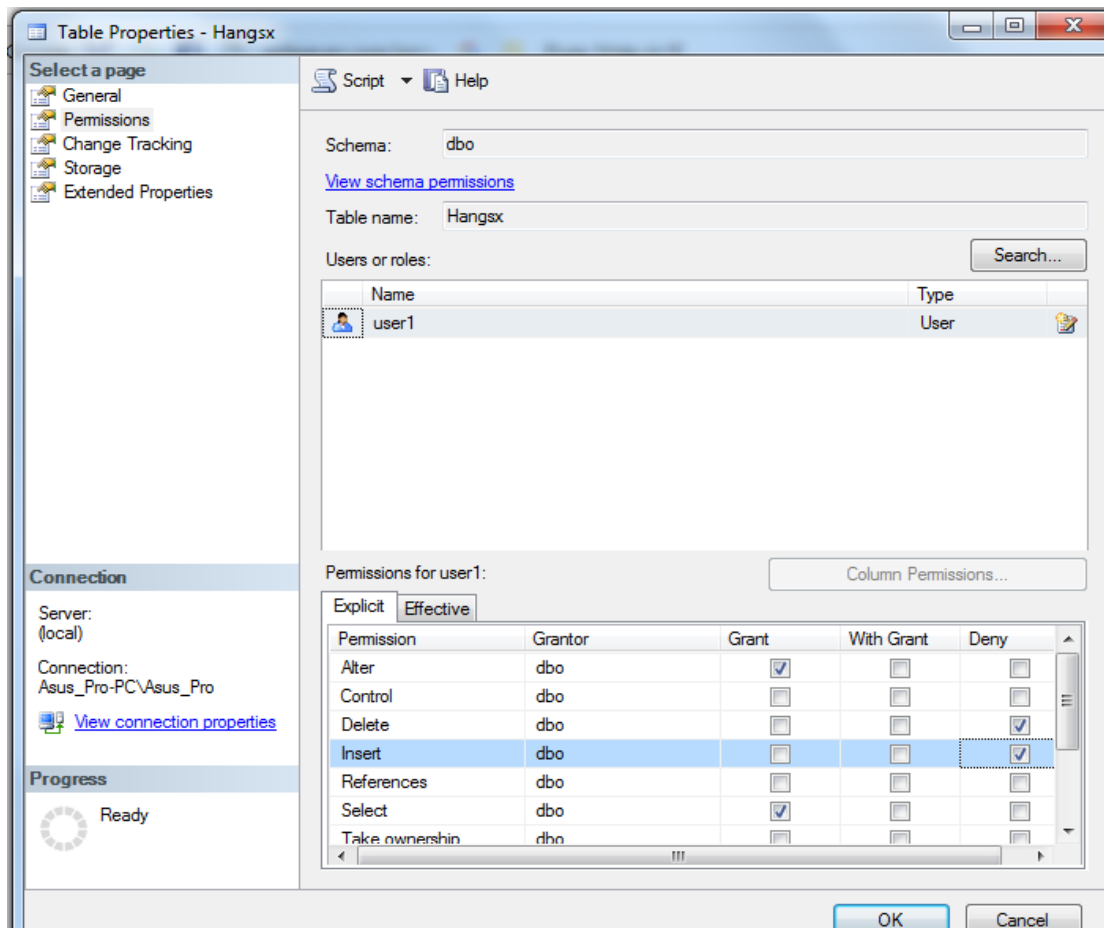 Table Properties - Hangsx
Select a page
General
Permissions
Change Tracking
Storage
Extended Properties
Script Help
Schema: dbo
View schema permissions
Table name: Hangsx
Users or roles: Search...
Name Type
user1 User
Connection
Server:
(local)
Connection:
Asus_Pro-PC\Asus_Pro
View connection properties
Progress
Ready
Permissions for user1: Column Permissions...
Explicit Effective
Permission Grantor Grant With Grant Deny
Alter dbo
Control dbo
Delete dbo
Insert dbo
References dbo
Select dbo
Take ownership dbo
OK Cancel